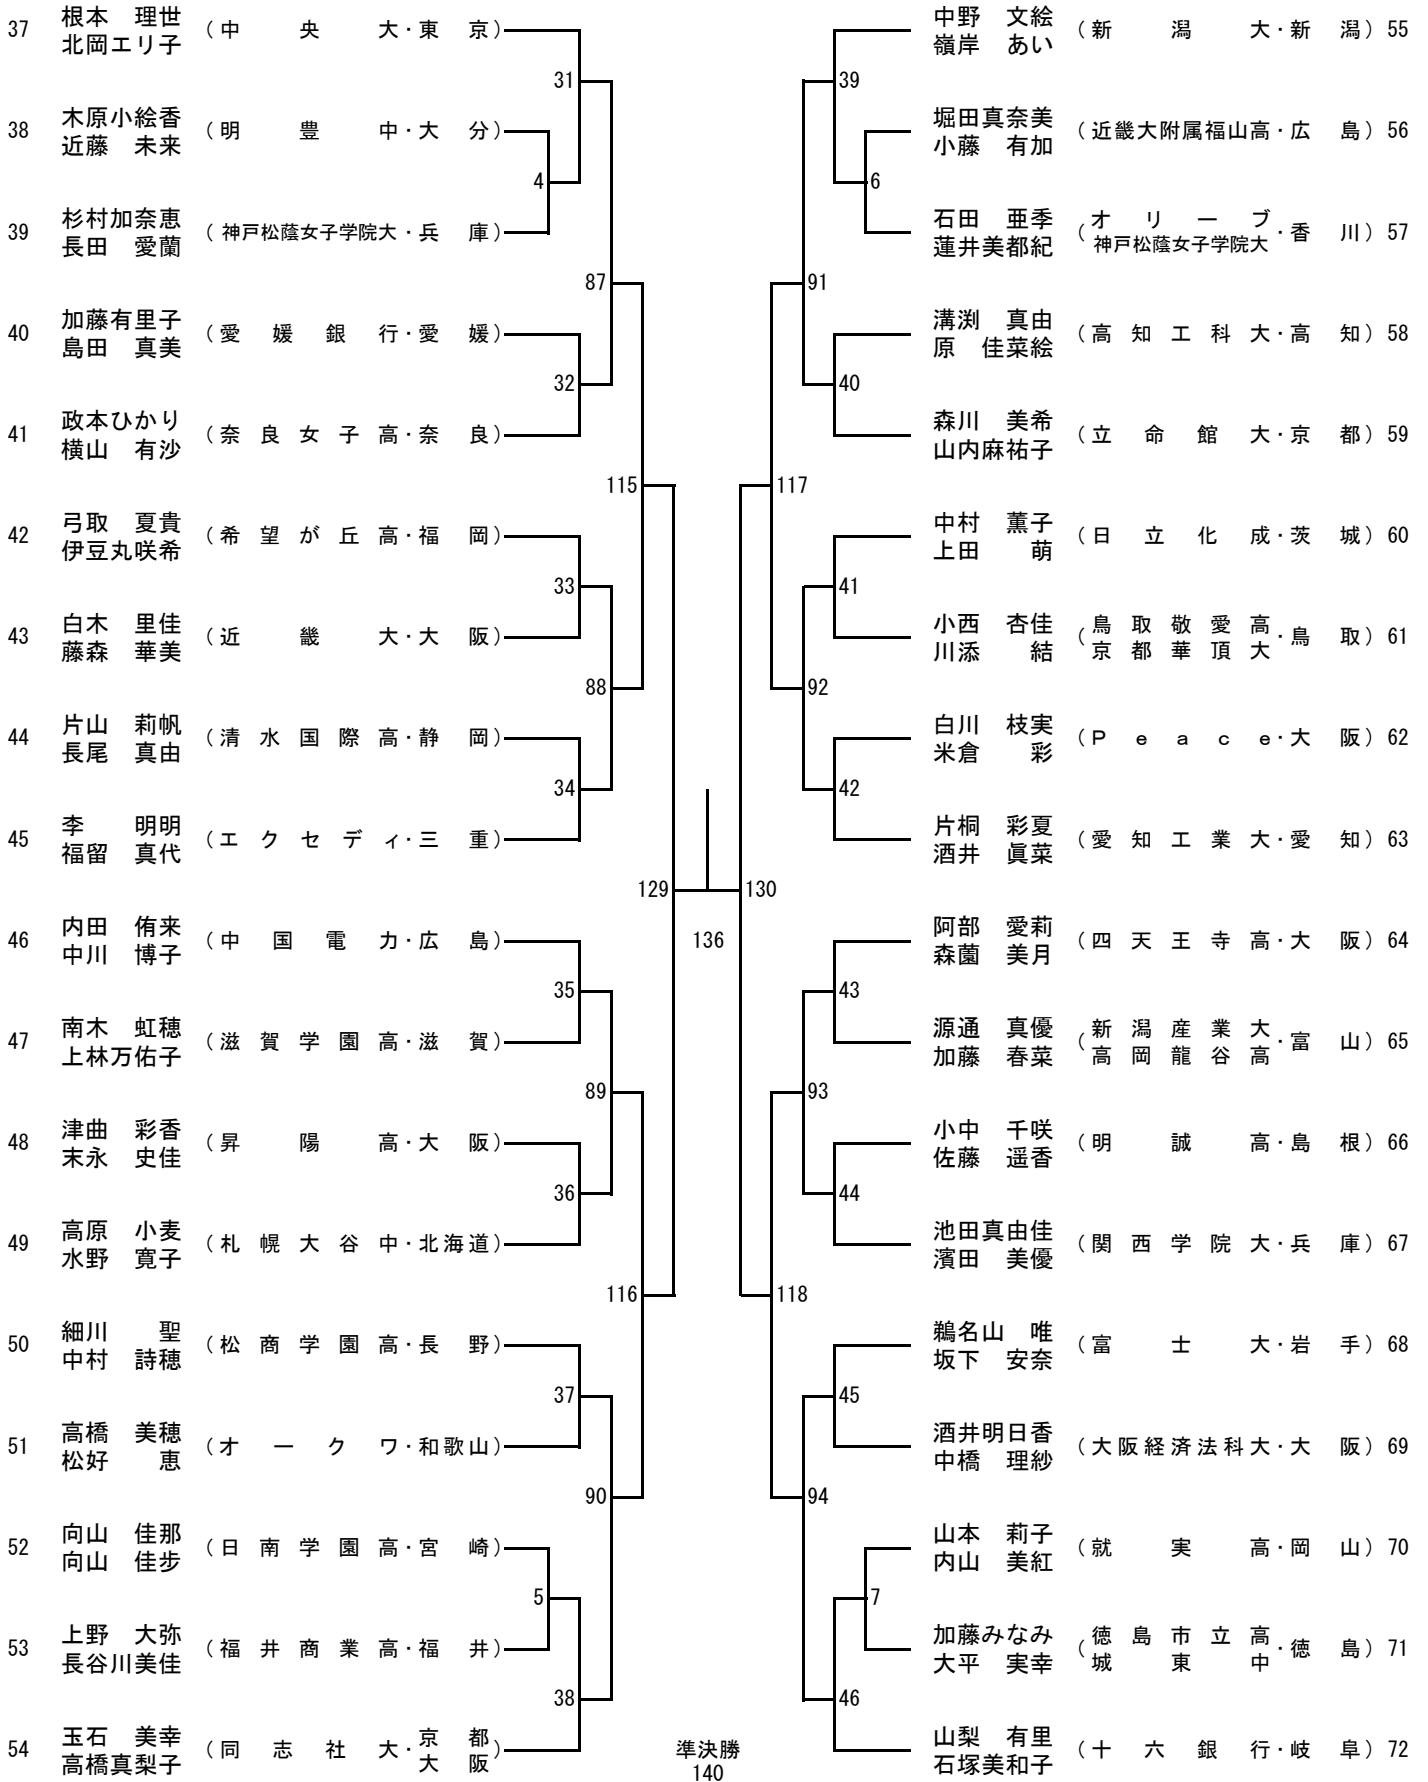 37 根本 理世 北岡エリ子 (中央大・東京)
38 木原小絵香 近藤 未来 (明豊中・大分)
39 杉村加奈恵 長田 愛蘭 (神戸松蔭女子学院大・兵庫)
40 加藤有里子 島田 真美 (愛媛銀行・愛媛)
41 政本ひかり 横山 有沙 (奈良女子高・奈良)
42 弓取 夏貴 伊豆丸咲希 (希望が丘高・福岡)
43 白木 里佳 藤森 華美 (近畿大・大阪)
44 片山 莉帆 長尾 真由 (清水国際高・静岡)
45 李 明明 福留 真代 (エクセディ・三重)
46 内田 侑来 中川 博子 (中国電力・広島)
47 南木 虹穂 上林万佑子 (滋賀学園高・滋賀)
48 津曲 彩香 末永 史佳 (昇陽高・大阪)
49 高原 小麦 水野 寛子 (札幌大谷中・北海道)
50 細川 聖 中村 詩穂 (松商学園高・長野)
51 高橋 美穂 松好 恵 (オークワ・和歌山)
52 向山 佳那 向山 佳歩 (日南学園高・宮崎)
53 上野 大弥 長谷川美佳 (福井商業高・福井)
54 玉石 美幸 高橋真梨子 (同志社大・京都 大阪)
31
4
87
32
115
33
88
34
129
35
89
36
116
37
90
5
38
136
準決勝
140
39
6
91
40
117
41
92
42
130
43
93
44
118
45
94
7
46
中野 文絵 嶺岸 あい (新潟大・新潟) 55
堀田真奈美 小藤 有加 (近畿大附属福山高・広島) 56
石田 亜季 蓮井美都紀 (オリーブ 神戸松蔭女子学院大・香川) 57
溝渕 真由 原 佳菜絵 (高知工科大・高知) 58
森川 美希 山内麻祐子 (立命館大・京都) 59
中村 薫子 上田 萌 (日立化成・茨城) 60
小西 杏佳 川添 結 (鳥取敬愛高 京都華頂大・鳥取) 61
白川 枝実 米倉 彩 (Peace・大阪) 62
片桐 彩夏 酒井 眞菜 (愛知工業大・愛知) 63
阿部 愛莉 森薗 美月 (四天王寺高・大阪) 64
源通 真優 加藤 春菜 (新潟産業大 高岡龍谷高・富山) 65
小中 千咲 佐藤 遥香 (明誠高・島根) 66
池田真由佳 濱田 美優 (関西学院大・兵庫) 67
鵜名山 唯 坂下 安奈 (富士大・岩手) 68
酒井明日香 中橋 理紗 (大阪経済法科大・大阪) 69
山本 莉子 内山 美紅 (就実高・岡山) 70
加藤みなみ 大平 実幸 (徳島市立高 城東中・徳島) 71
山梨 有里 石塚美和子 (十六銀行・岐阜) 72